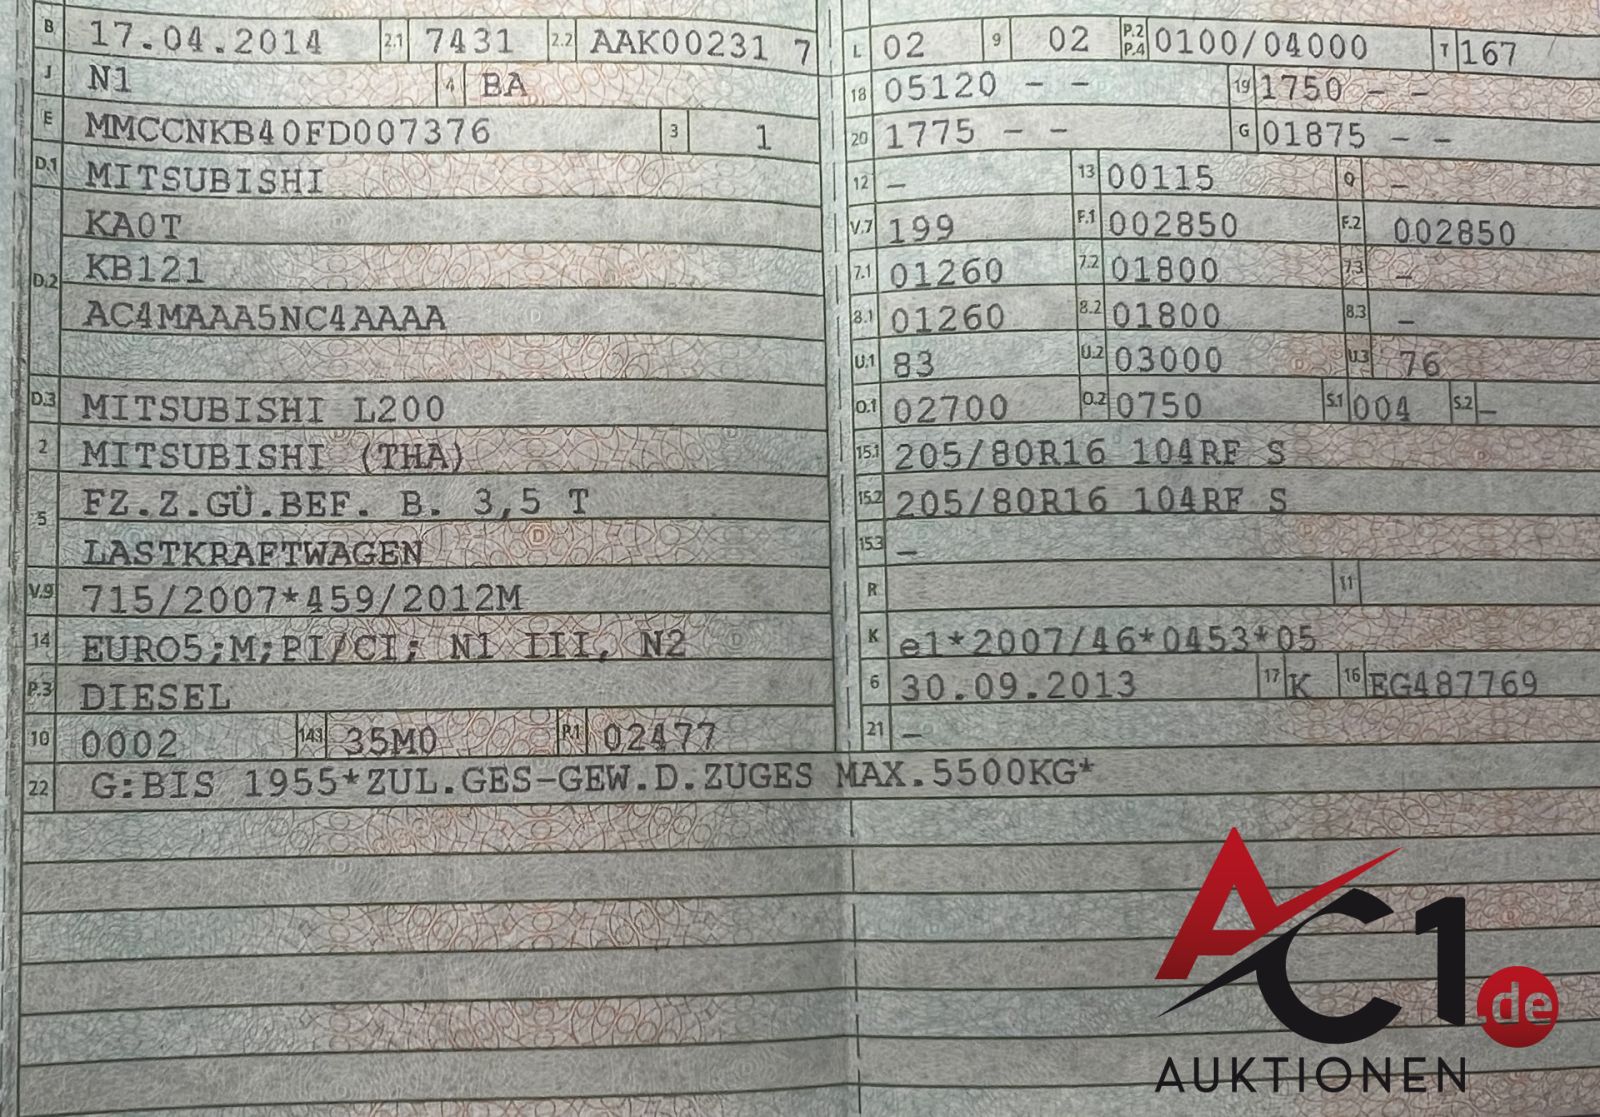 B 17.04.2014 2.1 7431 2.2 AAK00231 7
J N1 4 BA
E MMCCNKB40FD007376 3 1
D.1 MITSUBISHI
D.2 KA0T
KB121
AC4MAAA5NC4AAAA
D.3 MITSUBISHI L200
2 MITSUBISHI (THA)
5 FZ.Z.GÜ.BEF. B. 3,5 T
LASTKRAFTWAGEN
V.9 715/2007*459/2012M
14 EURO5;M;PI/CI; N1 III, N2
P.3 DIESEL
10 0002 14.1 35M0 P.1 02477
L 02 9 02 P.2 P.4 0100/04000 T 167
18 05120 – – 19 1750 – –
20 1775 – – G 01875 – –
12 – 13 00115 Q –
V.7 199 F.1 002850 F.2 002850
7.1 01260 7.2 01800 7.3 –
8.1 01260 8.2 01800 8.3 –
U.1 83 U.2 03000 U.3 76
O.1 02700 O.2 0750 S.1 004 S.2 –
15.1 205/80R16 104RF S
15.2 205/80R16 104RF S
15.3 –
R 11
K e1*2007/46*0453*05
6 30.09.2013 17 K 16 EG487769
21 –
22 G:BIS 1955*ZUL.GES-GEW.D.ZUGES MAX.5500KG*
AC1.de
AUKTIONEN